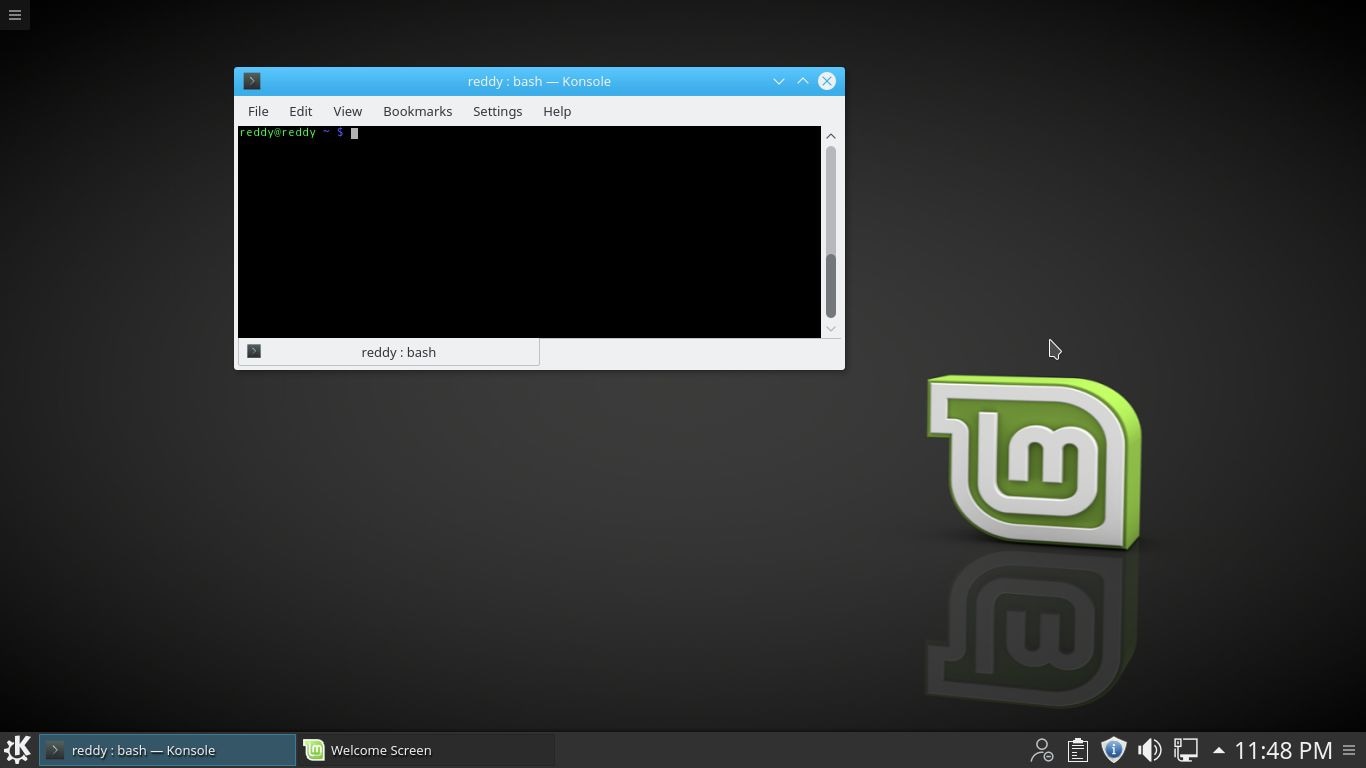 reddy : bash — Konsole
File Edit View Bookmarks Settings Help
reddy@reddy ~ $
reddy : bash
reddy : bash — Konsole Welcome Screen 11:48 PM